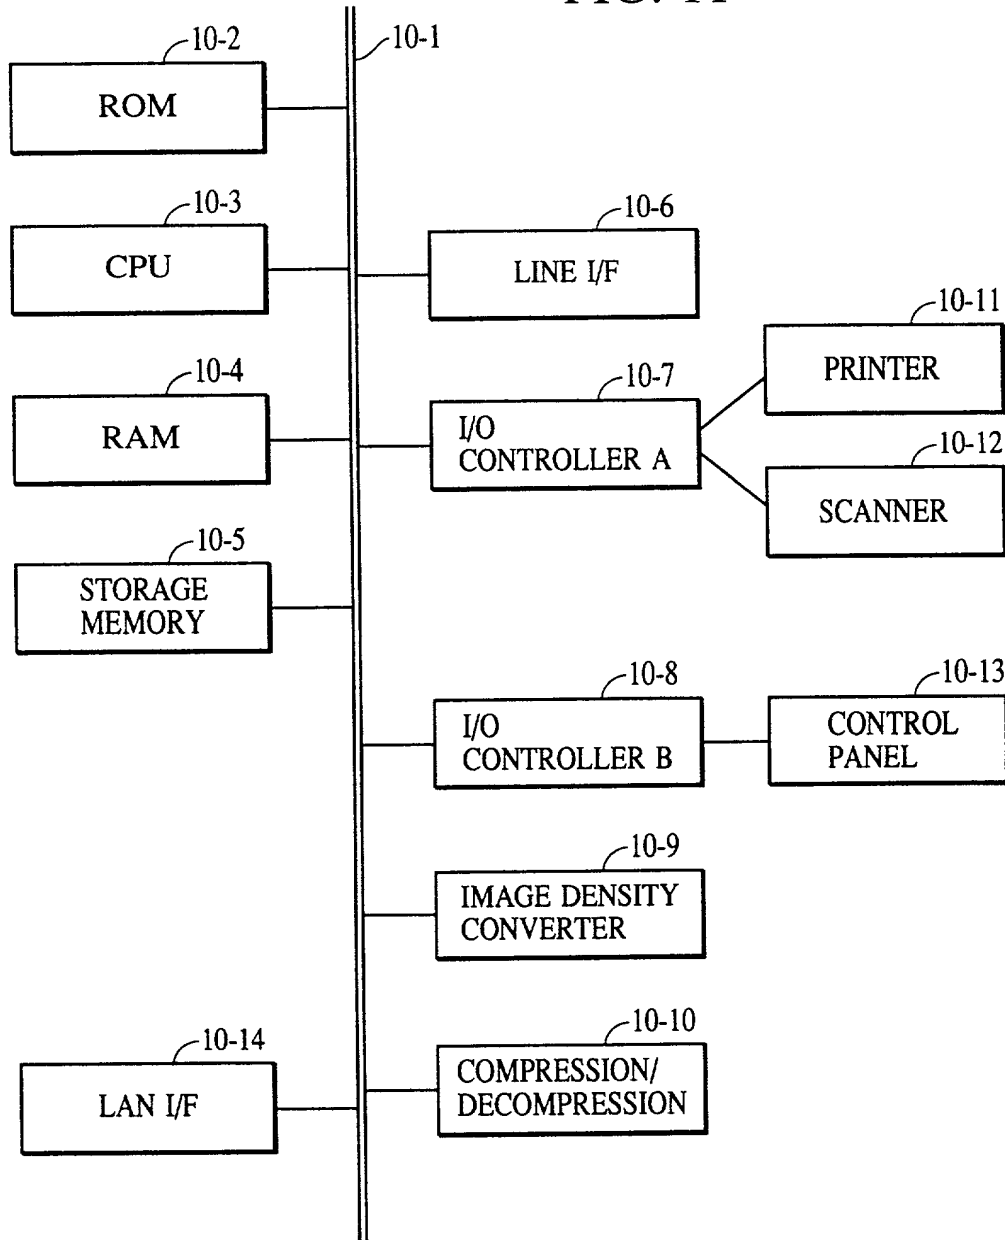 10-1
10-2
ROM
10-3
CPU
10-6
LINE I/F
10-11
PRINTER
10-4
RAM
10-7
I/O
CONTROLLER A
10-12
SCANNER
10-5
STORAGE
MEMORY
10-8
I/O
CONTROLLER B
10-13
CONTROL
PANEL
10-9
IMAGE DENSITY
CONVERTER
10-14
LAN I/F
10-10
COMPRESSION/
DECOMPRESSION